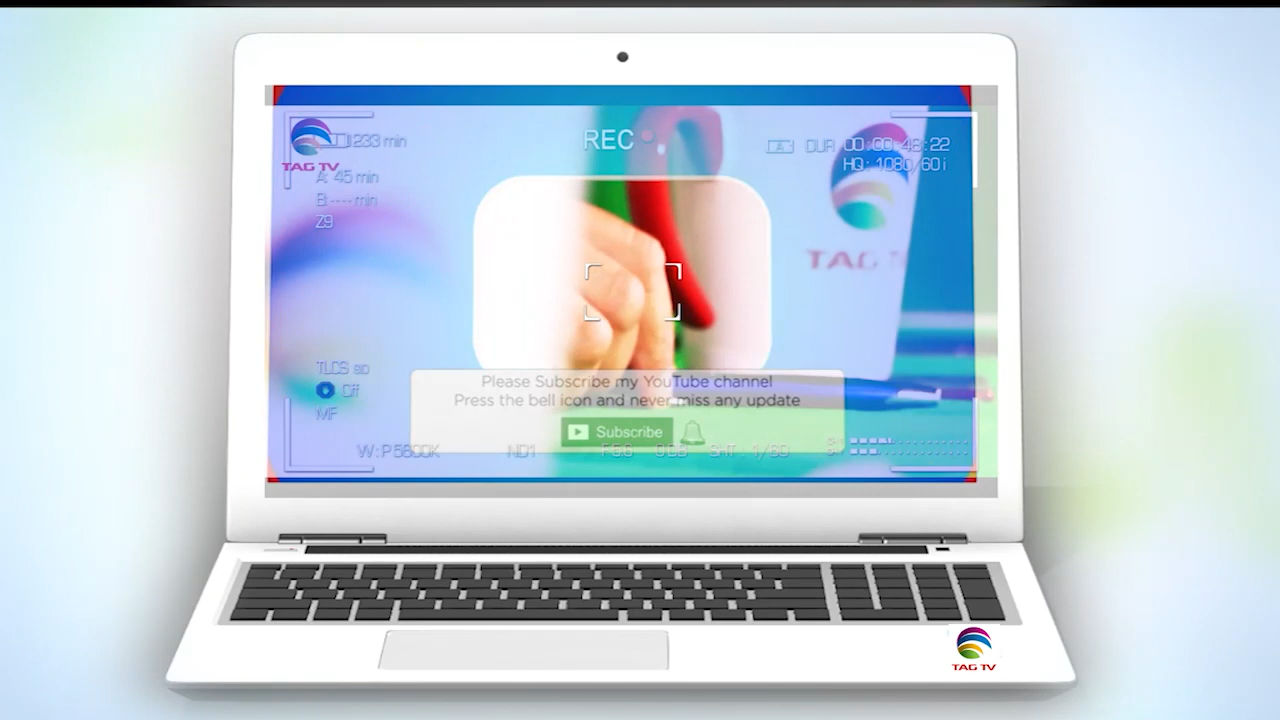 TAG TV
233 min
A: 45 min
B: ---- min
Z9
REC
DUR 00:00:48:22
HQ: 1080/60i
TAG
Off
MF
Please Subscribe my YouTube channel
Press the bell icon and never miss any update
Subscribe
W:P5600K ND1 F5.6 0DB SHT 1/60
TAG TV